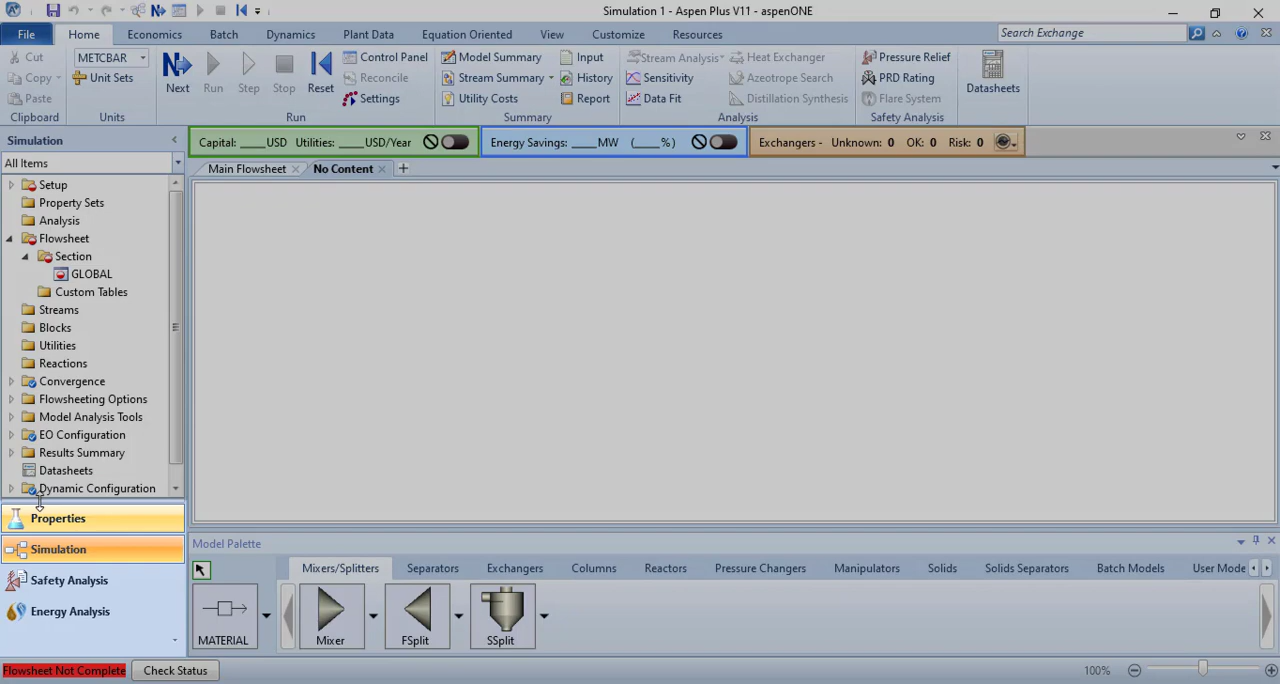 Simulation 1 - Aspen Plus V11 - aspenONE
File Home Economics Batch Dynamics Plant Data Equation Oriented View Customize Resources Search Exchange
Cut METCBAR Control Panel Model Summary Input Stream Analysis Heat Exchanger Pressure Relief
Copy Unit Sets Next Run Step Stop Reset Reconcile Stream Summary History Sensitivity Azeotrope Search PRD Rating Datasheets
Paste Settings Utility Costs Report Data Fit Distillation Synthesis Flare System
Clipboard Units Run Summary Analysis Safety Analysis
Simulation Capital: ____USD Utilities: ____USD/Year Energy Savings: ____MW (____%) Exchangers - Unknown: 0 OK: 0 Risk: 0
All Items Main Flowsheet No Content
Setup
Property Sets
Analysis
Flowsheet
Section
GLOBAL
Custom Tables
Streams
Blocks
Utilities
Reactions
Convergence
Flowsheeting Options
Model Analysis Tools
EO Configuration
Results Summary
Datasheets
Dynamic Configuration
Properties
Simulation
Safety Analysis
Energy Analysis
Model Palette
Mixers/Splitters Separators Exchangers Columns Reactors Pressure Changers Manipulators Solids Solids Separators Batch Models User Mode
MATERIAL Mixer FSplit SSplit
Flowsheet Not Complete Check Status 100%